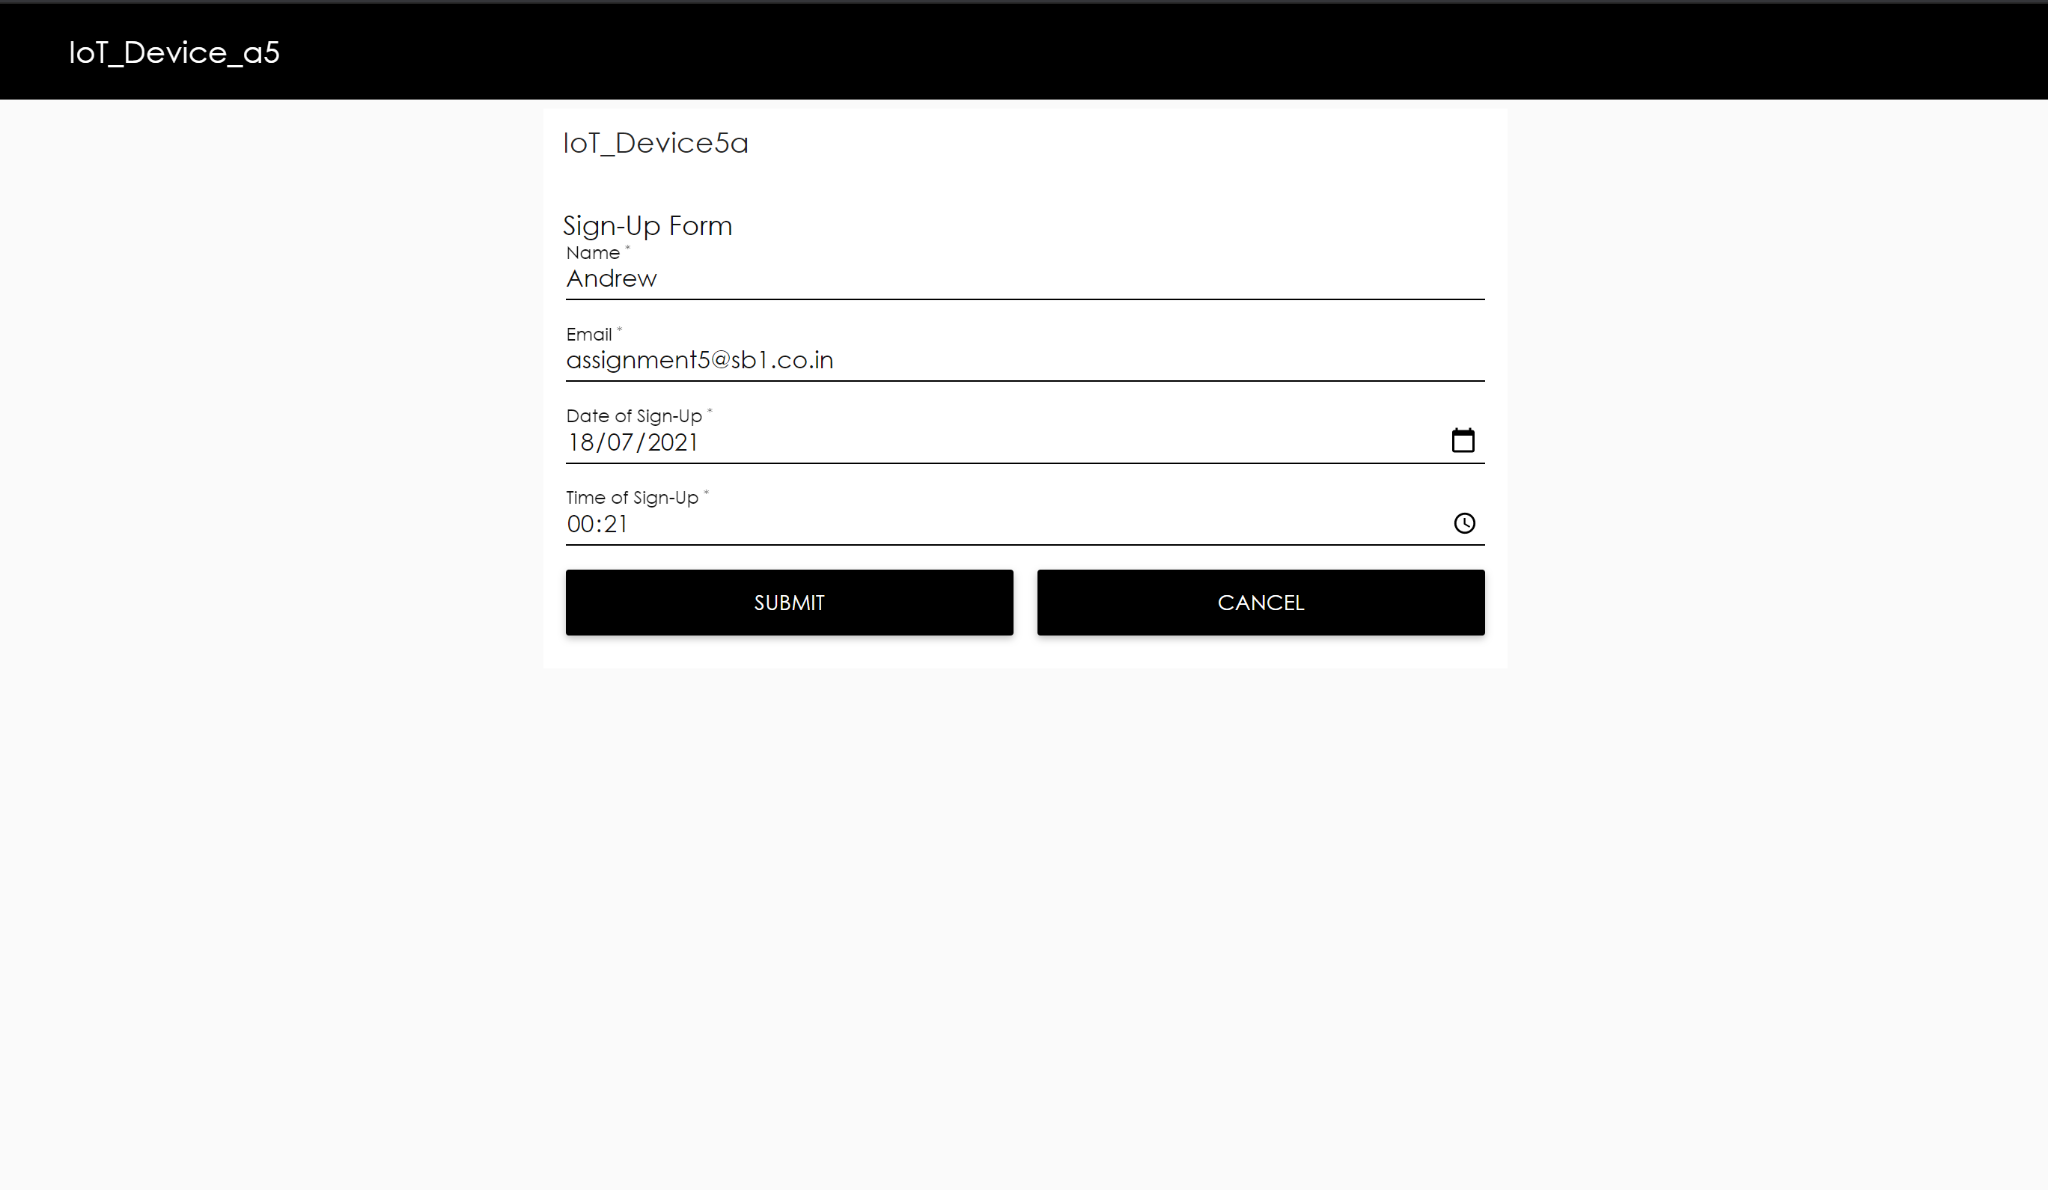 IoT_Device_a5
IoT_Device5a
Sign-Up Form
Name *
Andrew
Email *
assignment5@sb1.co.in
Date of Sign-Up *
18/07/2021
Time of Sign-Up *
00:21
SUBMIT CANCEL